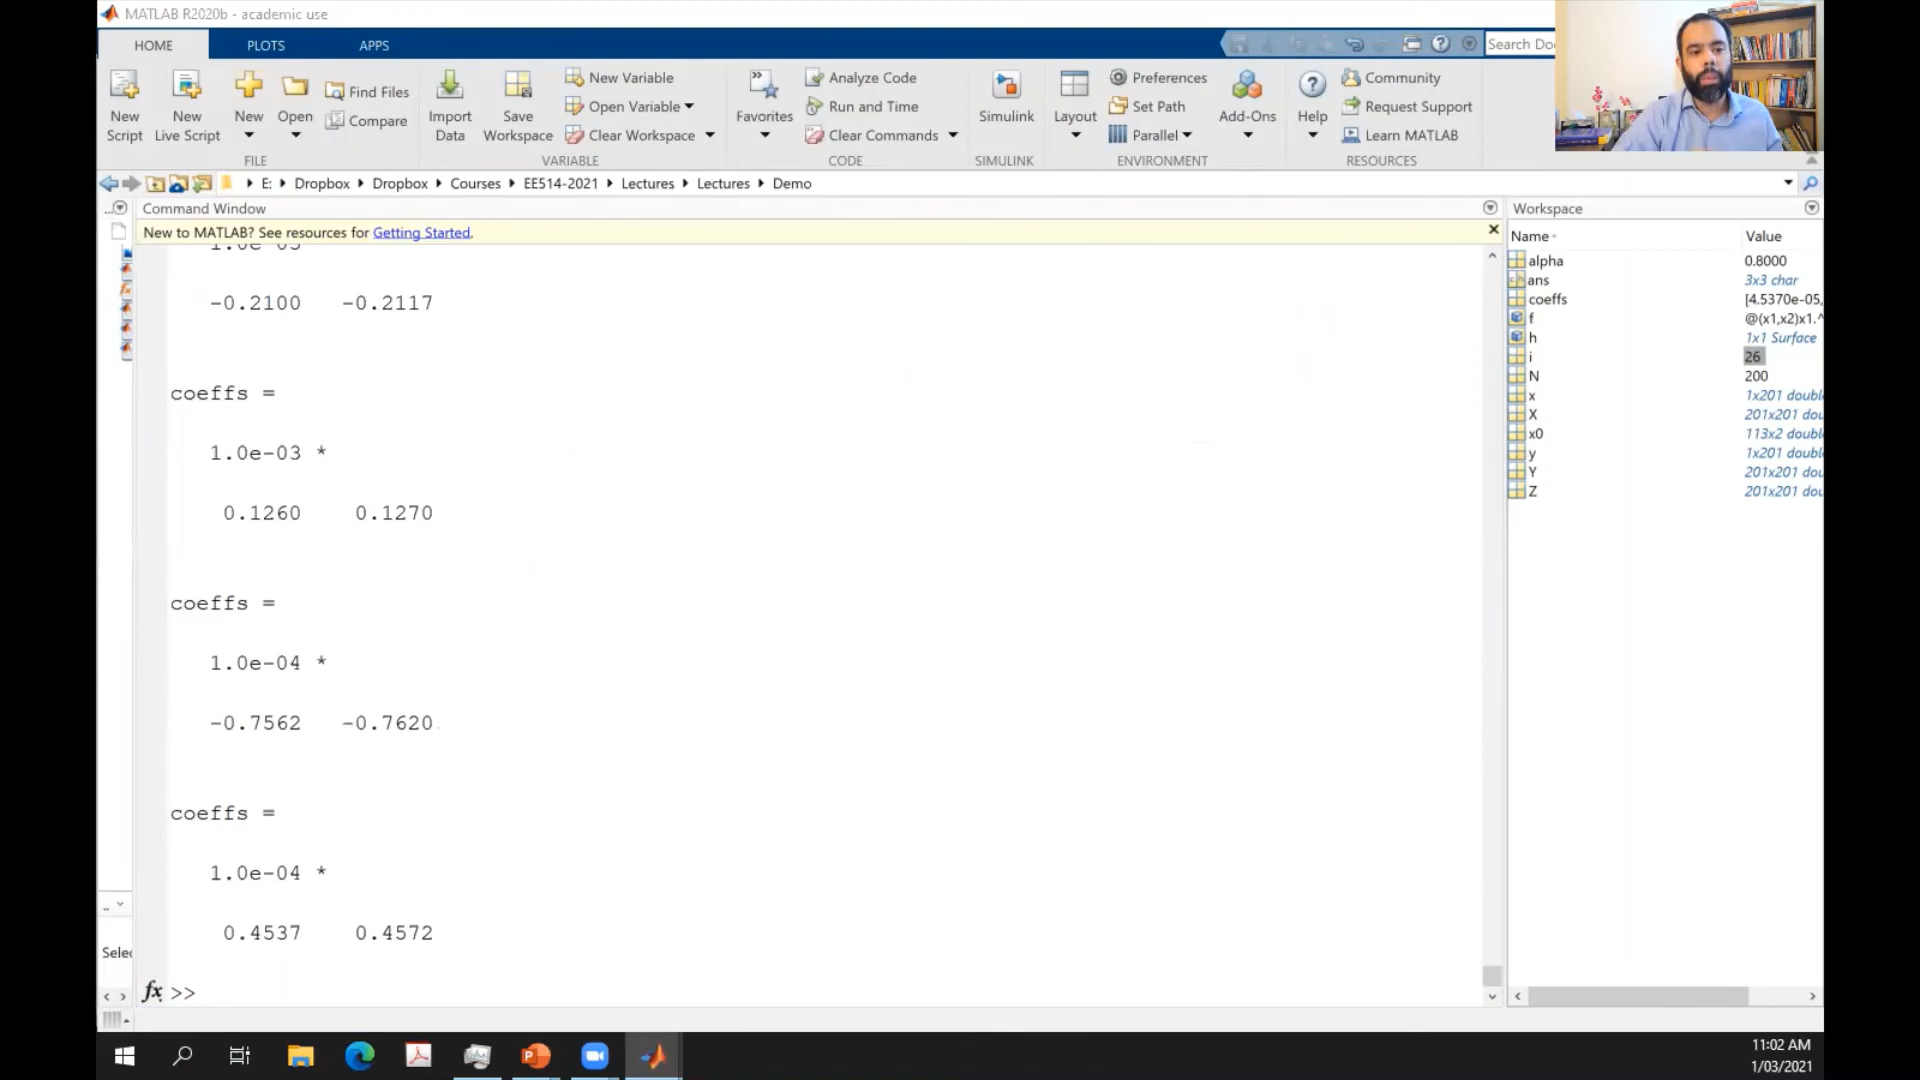 MATLAB R2020b - academic use
HOME PLOTS APPS
Search Do
New Script
New Live Script
New
Open
Find Files
Compare
FILE
Import Data
Save Workspace
New Variable
Open Variable
Clear Workspace
VARIABLE
Favorites
Analyze Code
Run and Time
Clear Commands
CODE
Simulink
SIMULINK
Layout
Preferences
Set Path
Parallel
Add-Ons
ENVIRONMENT
Help
Community
Request Support
Learn MATLAB
RESOURCES
E: Dropbox Dropbox Courses EE514-2021 Lectures Lectures Demo
Command Window
New to MATLAB? See resources for Getting Started.
-0.2100 -0.2117
coeffs =
1.0e-03 *
0.1260 0.1270
coeffs =
1.0e-04 *
-0.7562 -0.7620
coeffs =
1.0e-04 *
0.4537 0.4572
fx >>
Selec
Workspace
Name Value
alpha 0.8000
ans 3x3 char
coeffs [4.5370e-05,
f @(x1,x2)x1.^
h 1x1 Surface
i 26
N 200
x 1x201 doubl
X 201x201 dou
x0 113x2 doubl
y 1x201 doubl
Y 201x201 dou
Z 201x201 dou
11:02 AM
1/03/2021